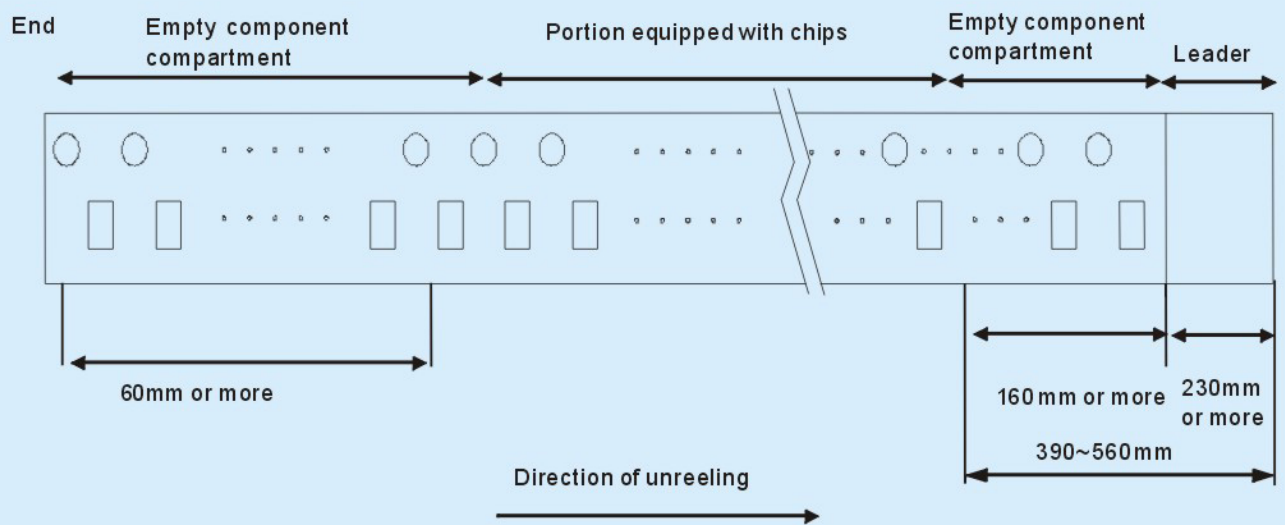 End
Empty component
compartment
Portion equipped with chips
Empty component
compartment
Leader
60mm or more
160mm or more
230mm
or more
390~560mm
Direction of unreeling